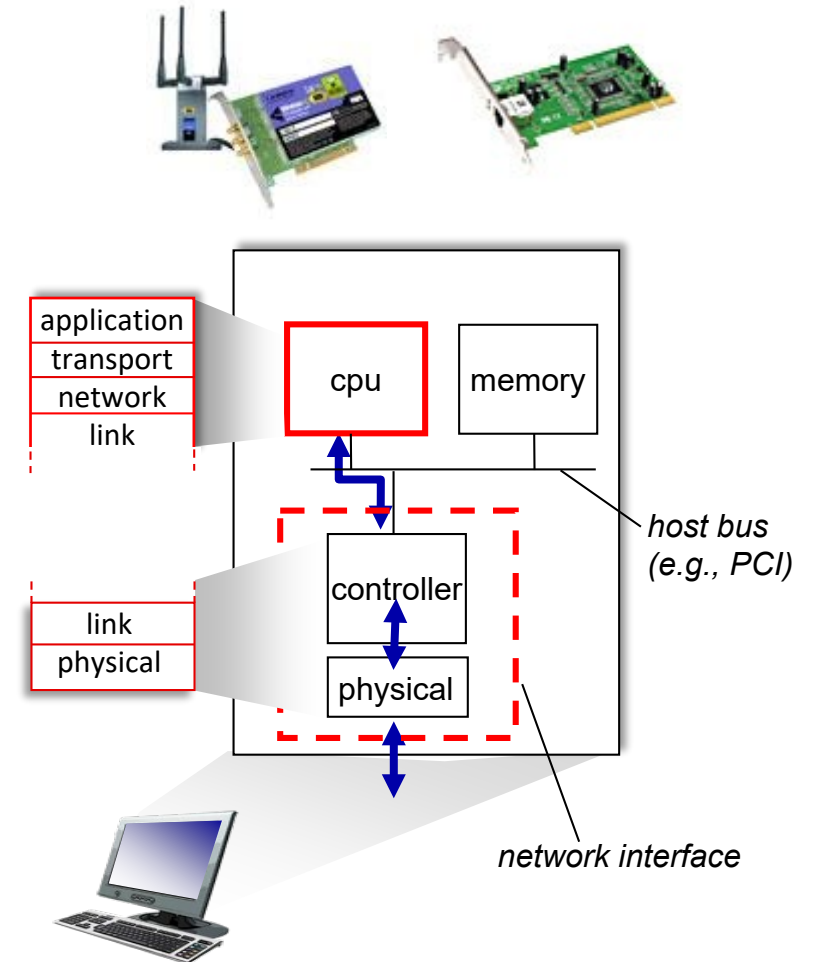 application
transport
network
link
cpu
memory
host bus
(e.g., PCI)
controller
link
physical
physical
network interface